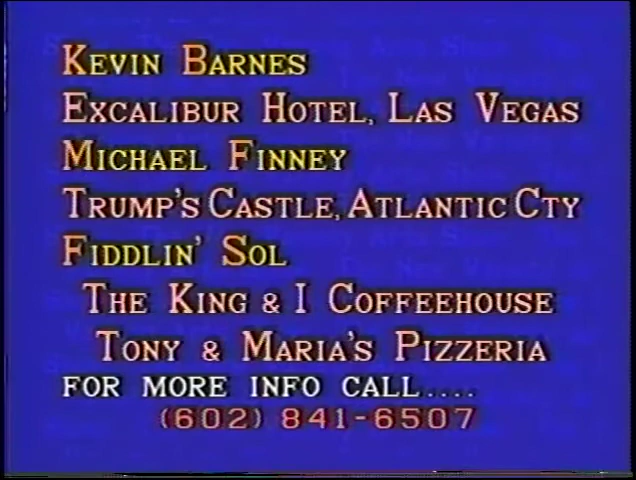 KEVIN BARNES
EXCALIBUR HOTEL, LAS VEGAS
MICHAEL FINNEY
TRUMP'S CASTLE, ATLANTIC CTY
FIDDLIN' SOL
THE KING & I COFFEEHOUSE
TONY & MARIA'S PIZZERIA
FOR MORE INFO CALL....
(602) 841-6507